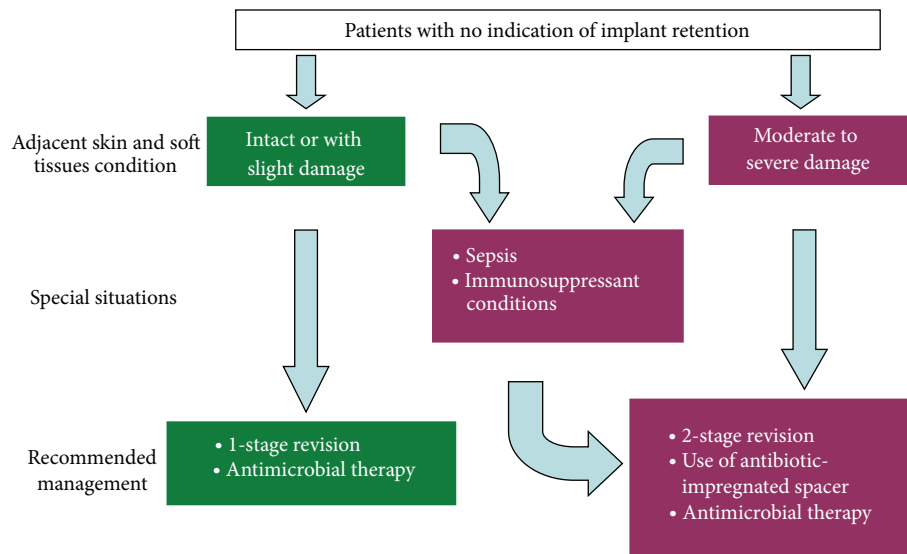 Patients with no indication of implant retention
Adjacent skin and soft
tissues condition
Intact or with
slight damage
Moderate to
severe damage
Special situations
• Sepsis
• Immunosuppressant
conditions
Recommended
management
• 1-stage revision
• Antimicrobial therapy
• 2-stage revision
• Use of antibiotic-
impregnated spacer
• Antimicrobial therapy